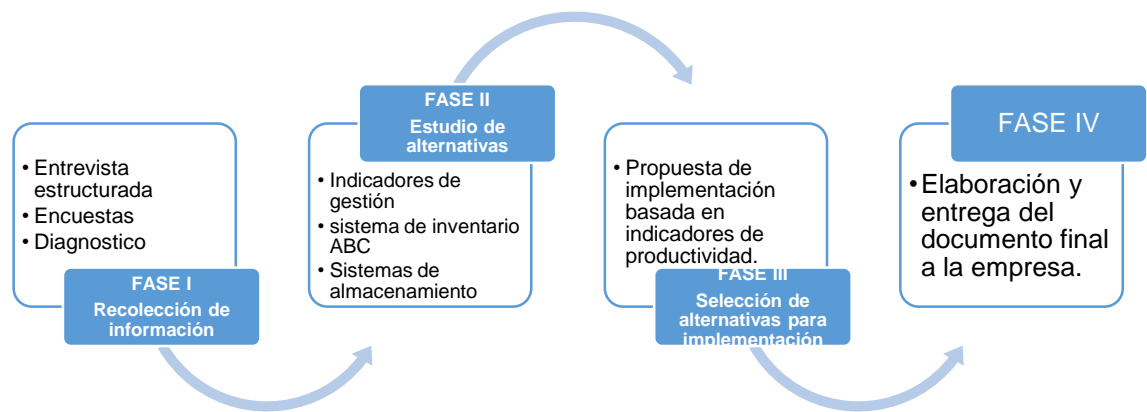 • Entrevista
estructurada
• Encuestas
• Diagnostico
FASE I
Recolección de
información
FASE II
Estudio de
alternativas
• Indicadores de
gestión
• sistema de inventario
ABC
• Sistemas de
almacenamiento
• Propuesta de
implementación
basada en
indicadores de
productividad.
FASE III
Selección de
alternativas para
implementación
FASE IV
• Elaboración y
entrega del
documento final
a la empresa.